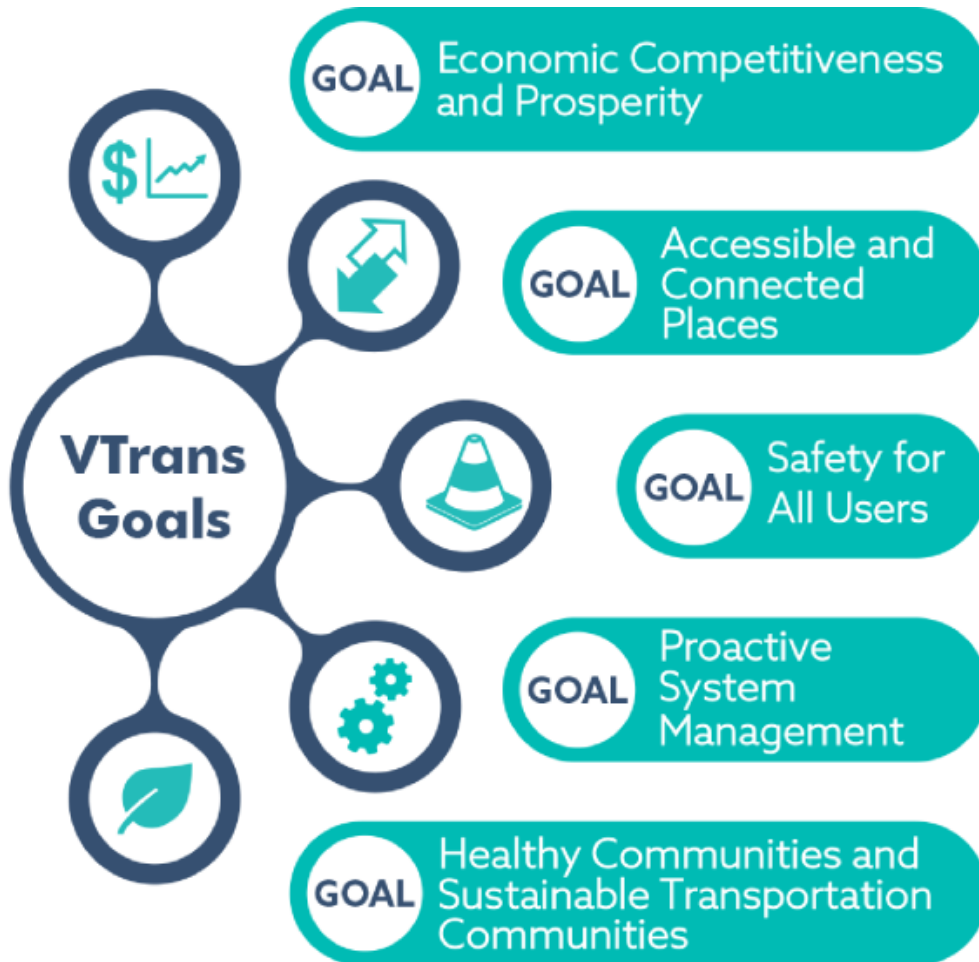 VTrans
Goals
GOAL
Economic Competitiveness
and Prosperity
GOAL
Accessible and
Connected
Places
GOAL
Safety for
All Users
GOAL
Proactive
System
Management
GOAL
Healthy Communities and
Sustainable Transportation
Communities
$